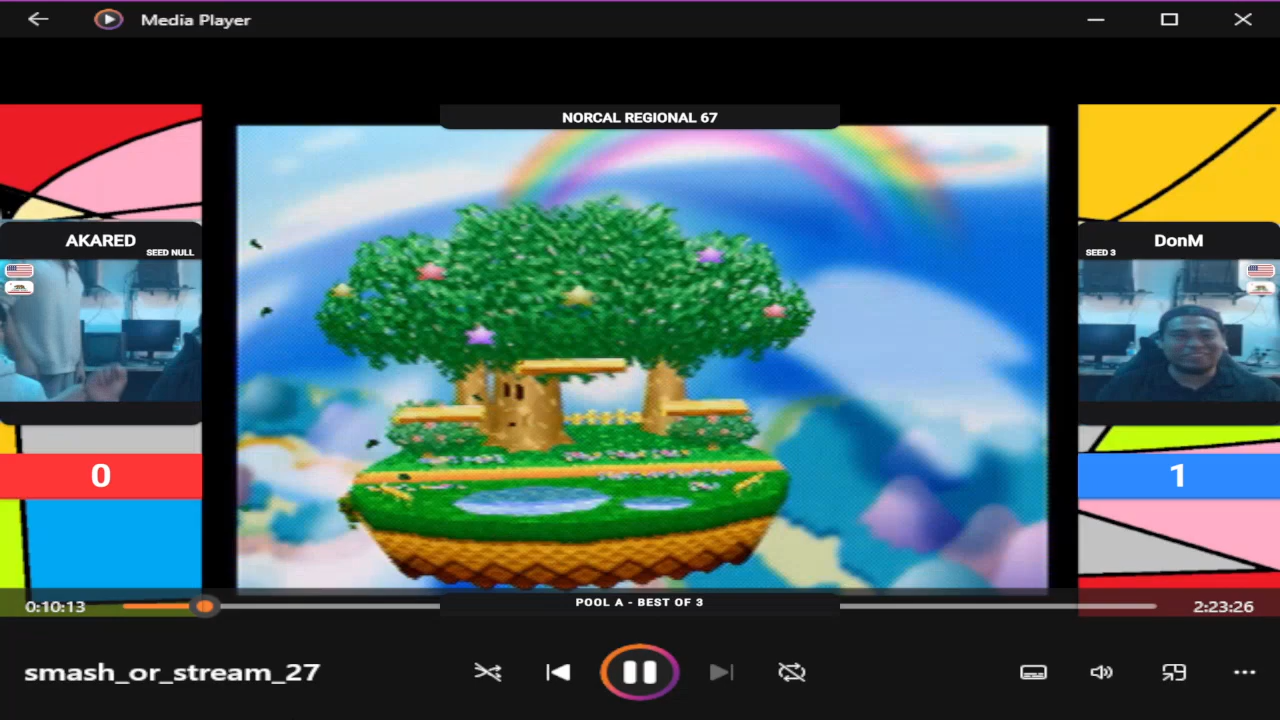 Media Player
NORCAL REGIONAL 67
AKARED
SEED NULL
DonM
SEED 3
0
1
0:10:13
POOL A - BEST OF 3
2:23:26
smash_or_stream_27